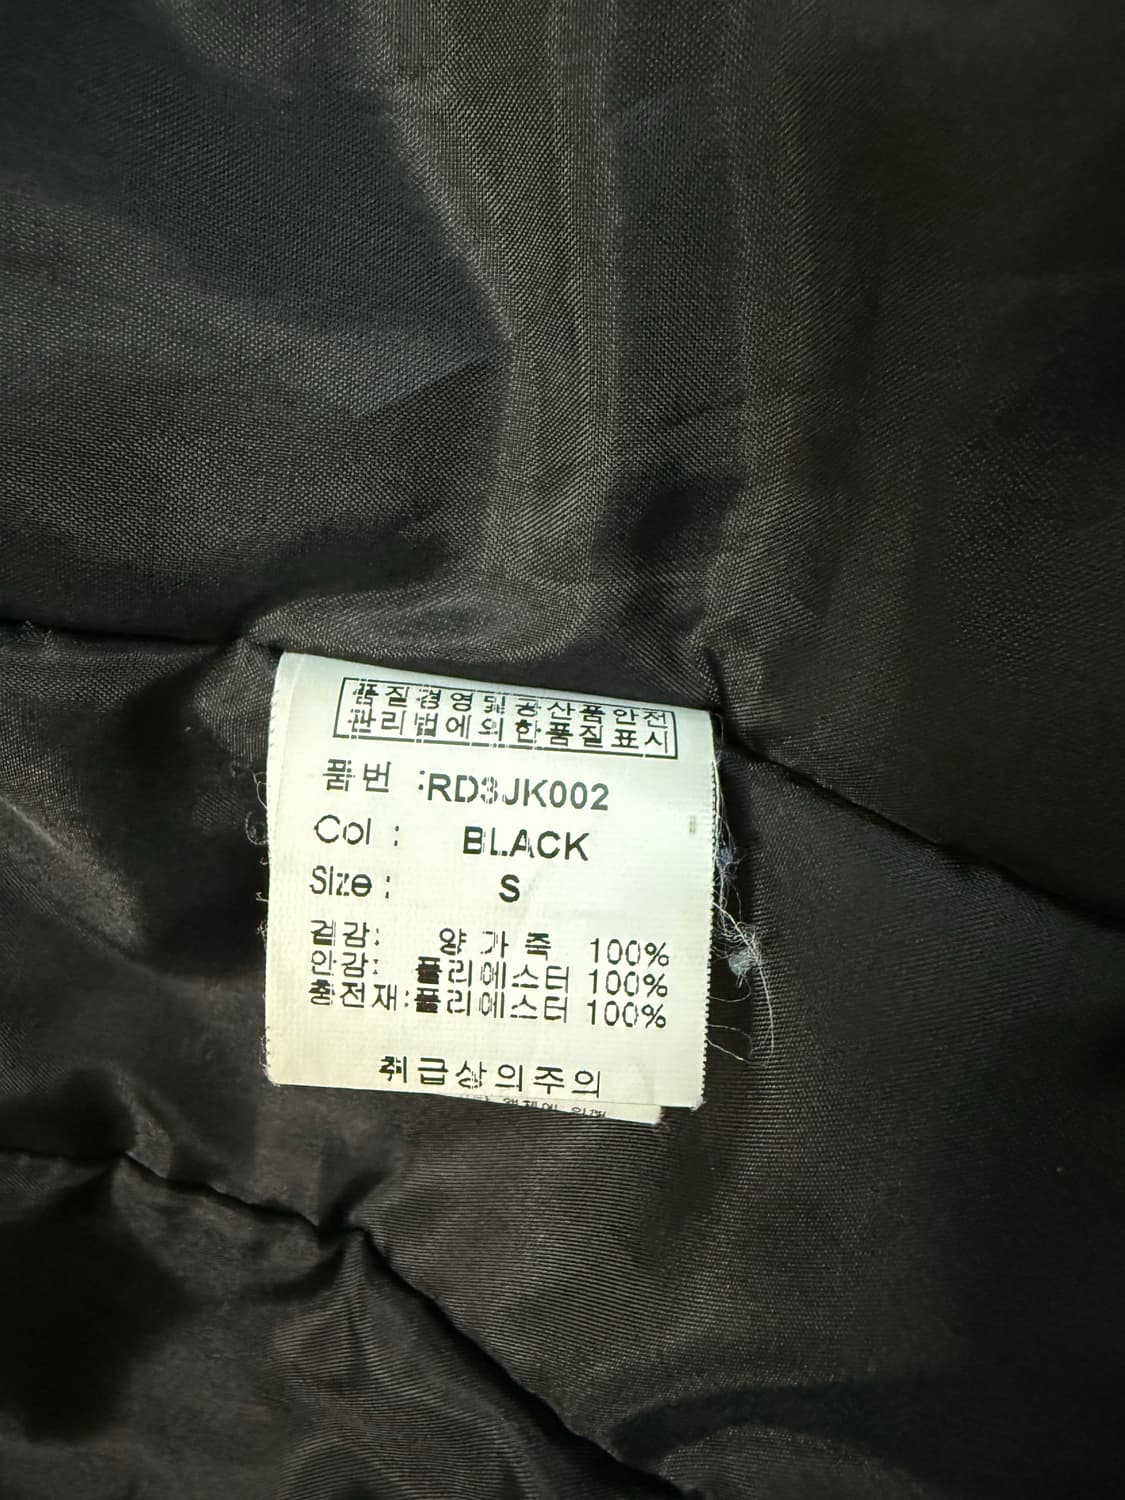 품질경영및공산품안전
관리법에의한품질표시
품번 :RD3JK002
Col : BLACK
Size : S
겉감: 양가죽 100%
안감: 폴리에스터 100%
충전재:폴리에스터 100%
취급상의주의